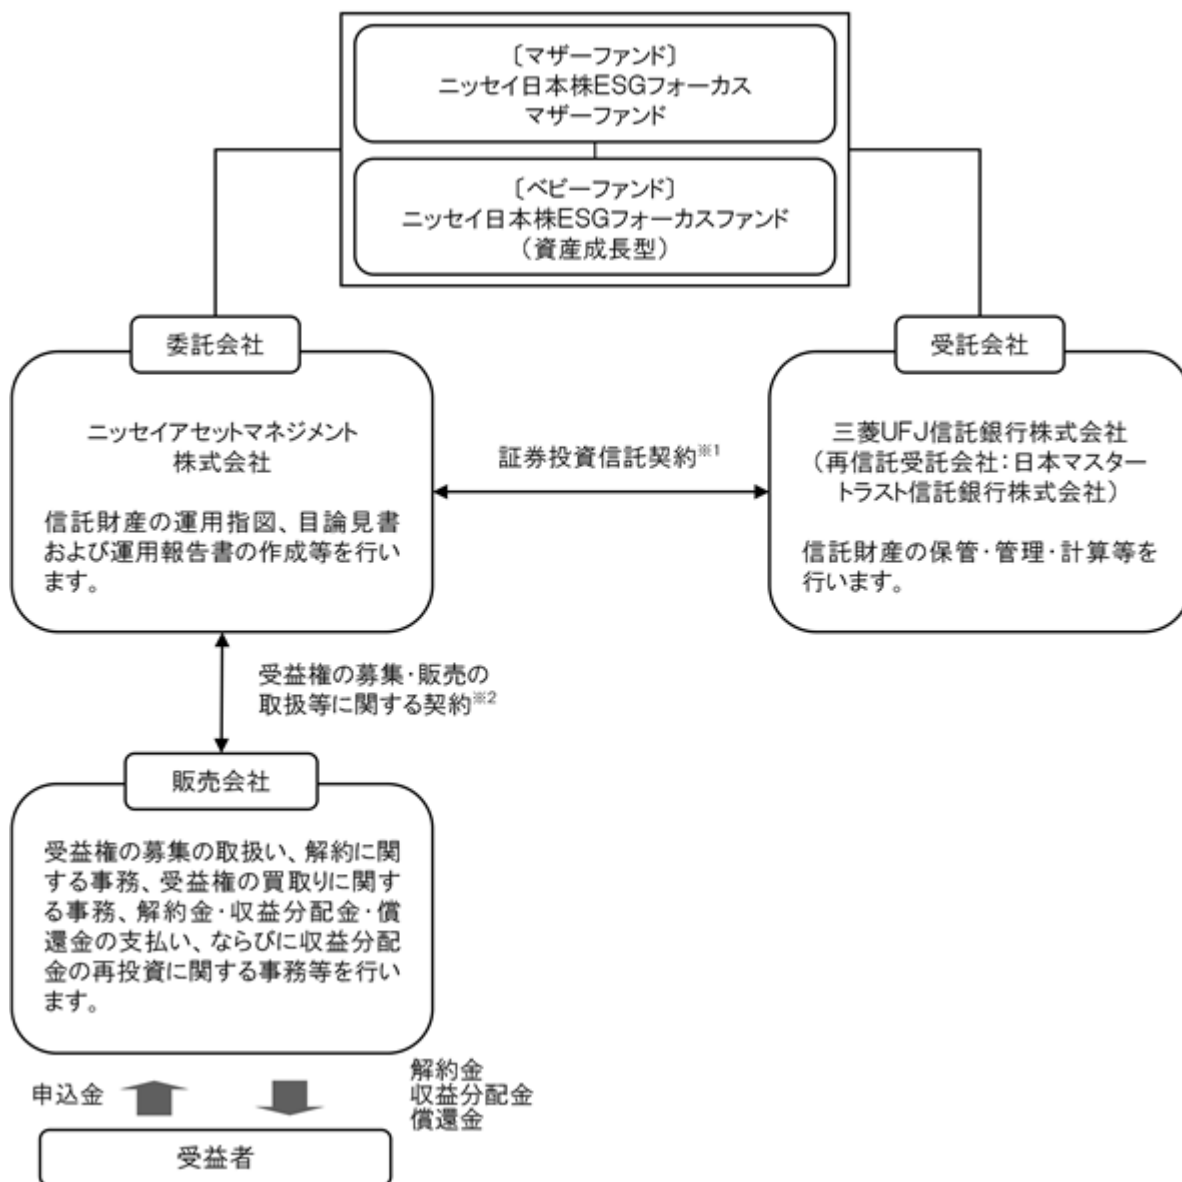 〔マザーファンド〕
ニッセイ日本株ESGフォーカス
マザーファンド
〔ベビーファンド〕
ニッセイ日本株ESGフォーカスファンド
（資産成長型）
委託会社
ニッセイアセットマネジメント
株式会社
信託財産の運用指図、目論見書
および運用報告書の作成等を行い
ます。
証券投資信託契約※1
受託会社
三菱UFJ信託銀行株式会社
（再信託受託会社：日本マスター
トラスト信託銀行株式会社）
信託財産の保管・管理・計算等を
行います。
受益権の募集・販売の
取扱等に関する契約※2
販売会社
受益権の募集の取扱い、解約に関
する事務、受益権の買取りに関す
る事務、解約金・収益分配金・償
還金の支払い、ならびに収益分配
金の再投資に関する事務等を行い
ます。
申込金
解約金
収益分配金
償還金
受益者